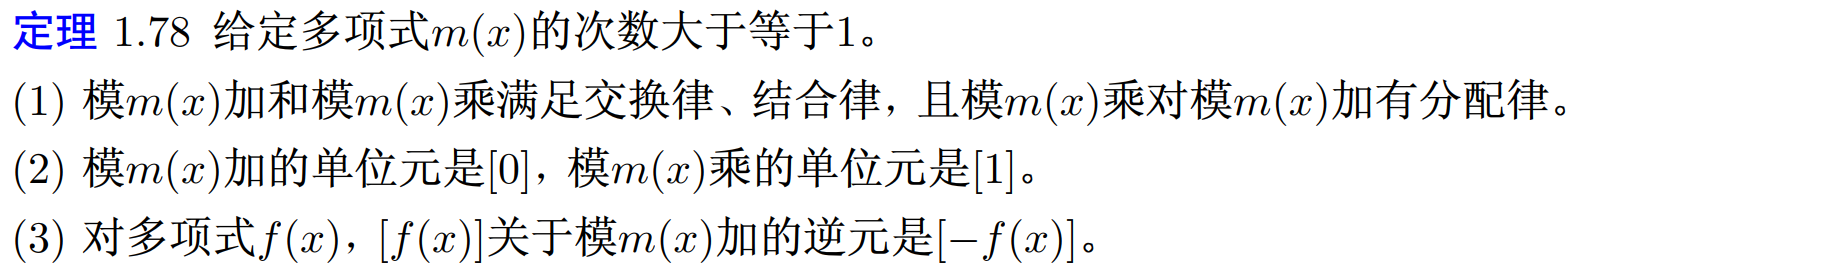 定理 1.78 给定多项式m(x)的次数大于等于1。
(1) 模m(x)加和模m(x)乘满足交换律、结合律，且模m(x)乘对模m(x)加有分配律。
(2) 模m(x)加的单位元是[0]，模m(x)乘的单位元是[1]。
(3) 对多项式f(x)，[f(x)]关于模m(x)加的逆元是[−f(x)]。